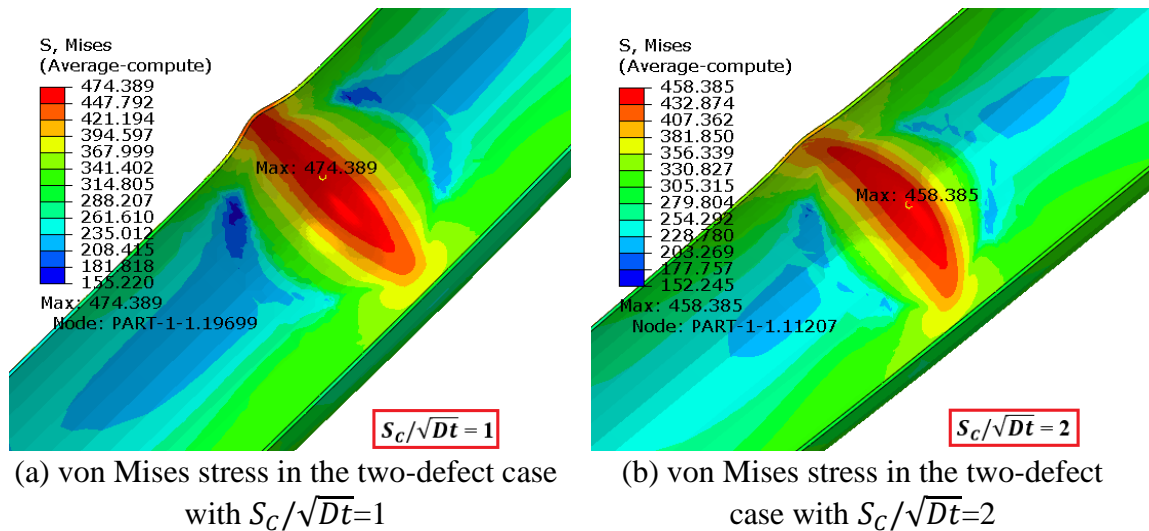 S, Mises
(Average-compute)
474.389
447.792
421.194
394.597
367.999
341.402
314.805
288.207
261.610
235.012
208.415
181.818
155.220
Max: 474.389
Node: PART-1-1.19699
Max: 474.389
S_C/√Dt = 1
(a) von Mises stress in the two-defect case
with S_C/√Dt=1
S, Mises
(Average-compute)
458.385
432.874
407.362
381.850
356.339
330.827
305.315
279.804
254.292
228.780
203.269
177.757
152.245
Max: 458.385
Node: PART-1-1.11207
Max: 458.385
S_C/√Dt = 2
(b) von Mises stress in the two-defect
case with S_C/√Dt=2